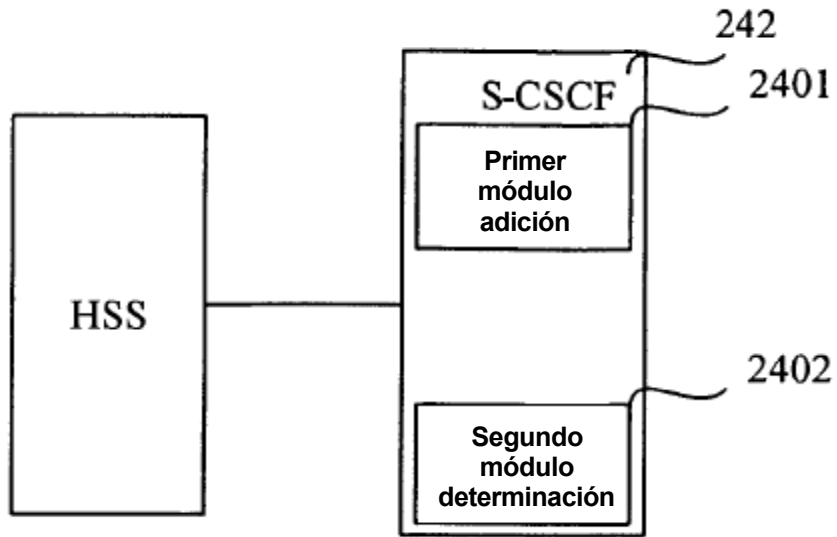 242
S-CSCF
2401
Primer
módulo
adición
HSS
2402
Segundo
módulo
determinación